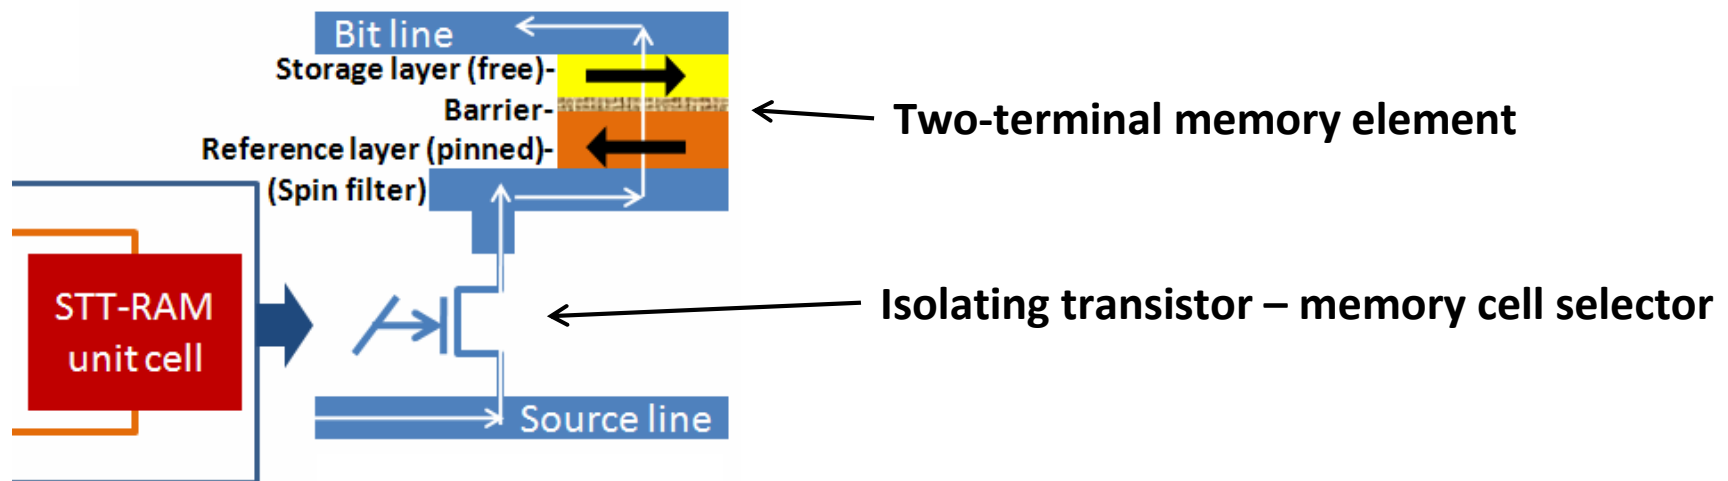 Bit line
Storage layer (free)-
Barrier-
Two-terminal memory element
Reference layer (pinned)-
(Spin filter)
STT-RAM
unit cell
Isolating transistor – memory cell selector
Source line